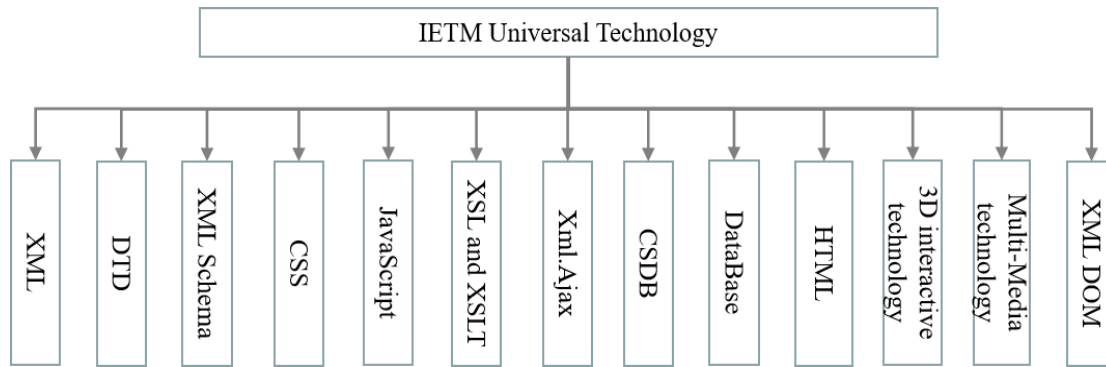 IETM Universal Technology
XML
DTD
XML Schema
CSS
JavaScript
XSL and XSLT
Xml.Ajax
CSDB
DataBase
HTML
3D interactive
technology
Multi-Media
technology
XML DOM